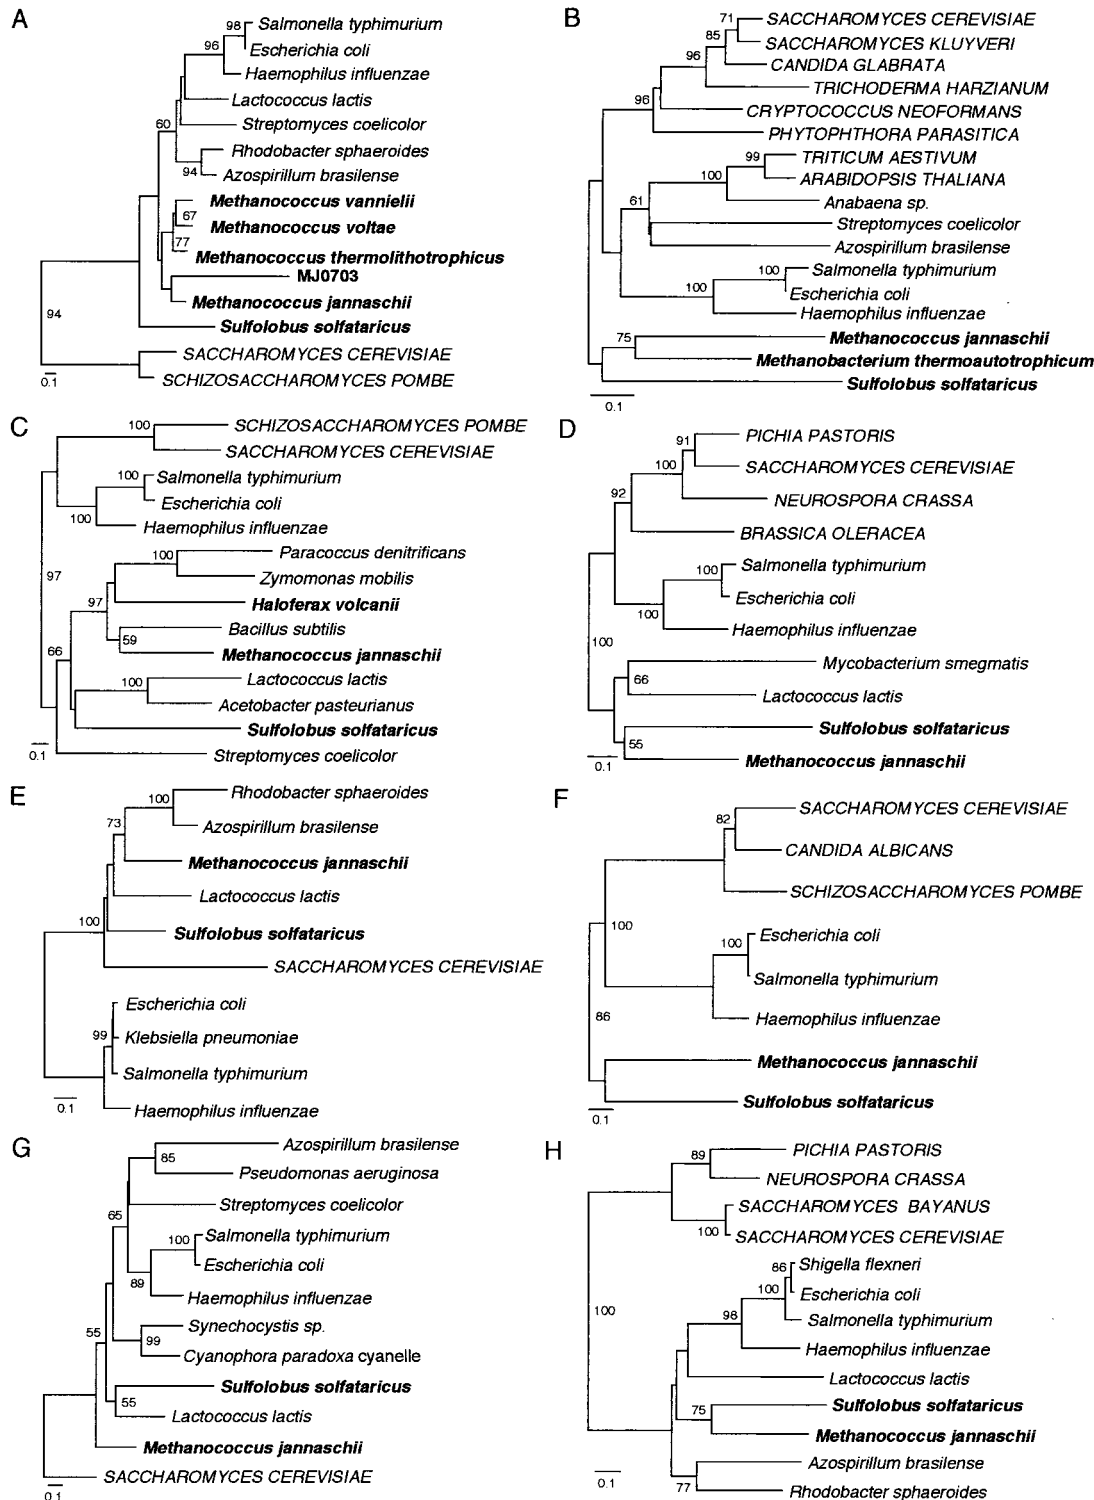 A
98
Salmonella typhimurium
96
Escherichia coli
Haemophilus influenzae
Lactococcus lactis
60
Streptomyces coelicolor
Rhodobacter sphaeroides
94
Azospirillum brasilense
Methanococcus vannielii
67
Methanococcus voltae
77
Methanococcus thermolithotrophicus
MJ0703
Methanococcus jannaschii
94
Sulfolobus solfataricus
SACCHAROMYCES CEREVISIAE
0.1
SCHIZOSACCHAROMYCES POMBE
B
71
SACCHAROMYCES CEREVISIAE
85
SACCHAROMYCES KLUYVERI
96
CANDIDA GLABRATA
TRICHODERMA HARZIANUM
96
CRYPTOCOCCUS NEOFORMANS
PHYTOPHTHORA PARASITICA
99
TRITICUM AESTIVUM
100
ARABIDOPSIS THALIANA
61
Anabaena sp.
Streptomyces coelicolor
Azospirillum brasilense
100
Salmonella typhimurium
100
Escherichia coli
Haemophilus influenzae
75
Methanococcus jannaschii
Methanobacterium thermoautotrophicum
Sulfolobus solfataricus
0.1
C
100
SCHIZOSACCHAROMYCES POMBE
SACCHAROMYCES CEREVISIAE
100
Salmonella typhimurium
Escherichia coli
100
Haemophilus influenzae
100
Paracoccus denitrificans
97
Zymomonas mobilis
97
Haloferax volcanii
Bacillus subtilis
59
66
Methanococcus jannaschii
100
Lactococcus lactis
Acetobacter pasteurianus
Sulfolobus solfataricus
0.1
Streptomyces coelicolor
D
91
PICHIA PASTORIS
100
SACCHAROMYCES CEREVISIAE
92
NEUROSPORA CRASSA
BRASSICA OLERACEA
100
Salmonella typhimurium
Escherichia coli
100
Haemophilus influenzae
100
Mycobacterium smegmatis
66
Lactococcus lactis
Sulfolobus solfataricus
55
Methanococcus jannaschii
0.1
E
100
Rhodobacter sphaeroides
73
Azospirillum brasilense
Methanococcus jannaschii
Lactococcus lactis
100
Sulfolobus solfataricus
SACCHAROMYCES CEREVISIAE
Escherichia coli
99
Klebsiella pneumoniae
Salmonella typhimurium
0.1
Haemophilus influenzae
F
82
SACCHAROMYCES CEREVISIAE
CANDIDA ALBICANS
SCHIZOSACCHAROMYCES POMBE
100
100
Escherichia coli
Salmonella typhimurium
86
Haemophilus influenzae
Methanococcus jannaschii
Sulfolobus solfataricus
0.1
G
Azospirillum brasilense
85
Pseudomonas aeruginosa
65
Streptomyces coelicolor
100
Salmonella typhimurium
Escherichia coli
89
Haemophilus influenzae
Synechocystis sp.
55
99
Cyanophora paradoxa cyanelle
Sulfolobus solfataricus
55
Lactococcus lactis
Methanococcus jannaschii
SACCHAROMYCES CEREVISIAE
0.1
H
89
PICHIA PASTORIS
NEUROSPORA CRASSA
SACCHAROMYCES BAYANUS
100
SACCHAROMYCES CEREVISIAE
86
Shigella flexneri
100
Escherichia coli
100
98
Salmonella typhimurium
Haemophilus influenzae
Lactococcus lactis
75
Sulfolobus solfataricus
Methanococcus jannaschii
Azospirillum brasilense
0.1
77
Rhodobacter sphaeroides